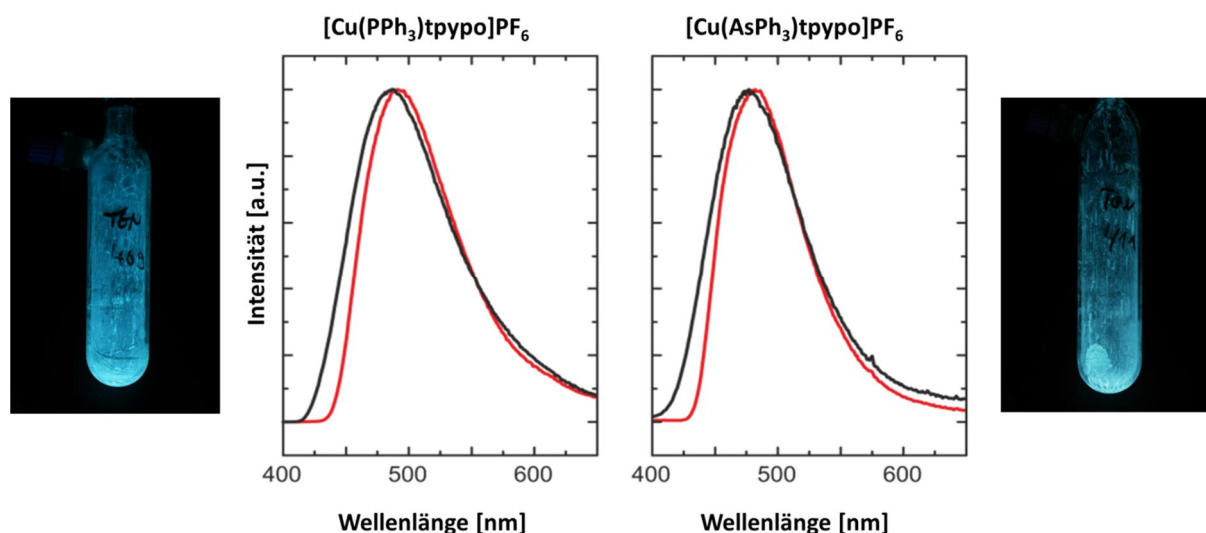 [Cu(PPh₃)tpypo]PF₆
[Cu(AsPh₃)tpypo]PF₆
Intensität [a.u.]
400
500
600
400
500
600
Wellenlänge [nm]
Wellenlänge [nm]
TGN